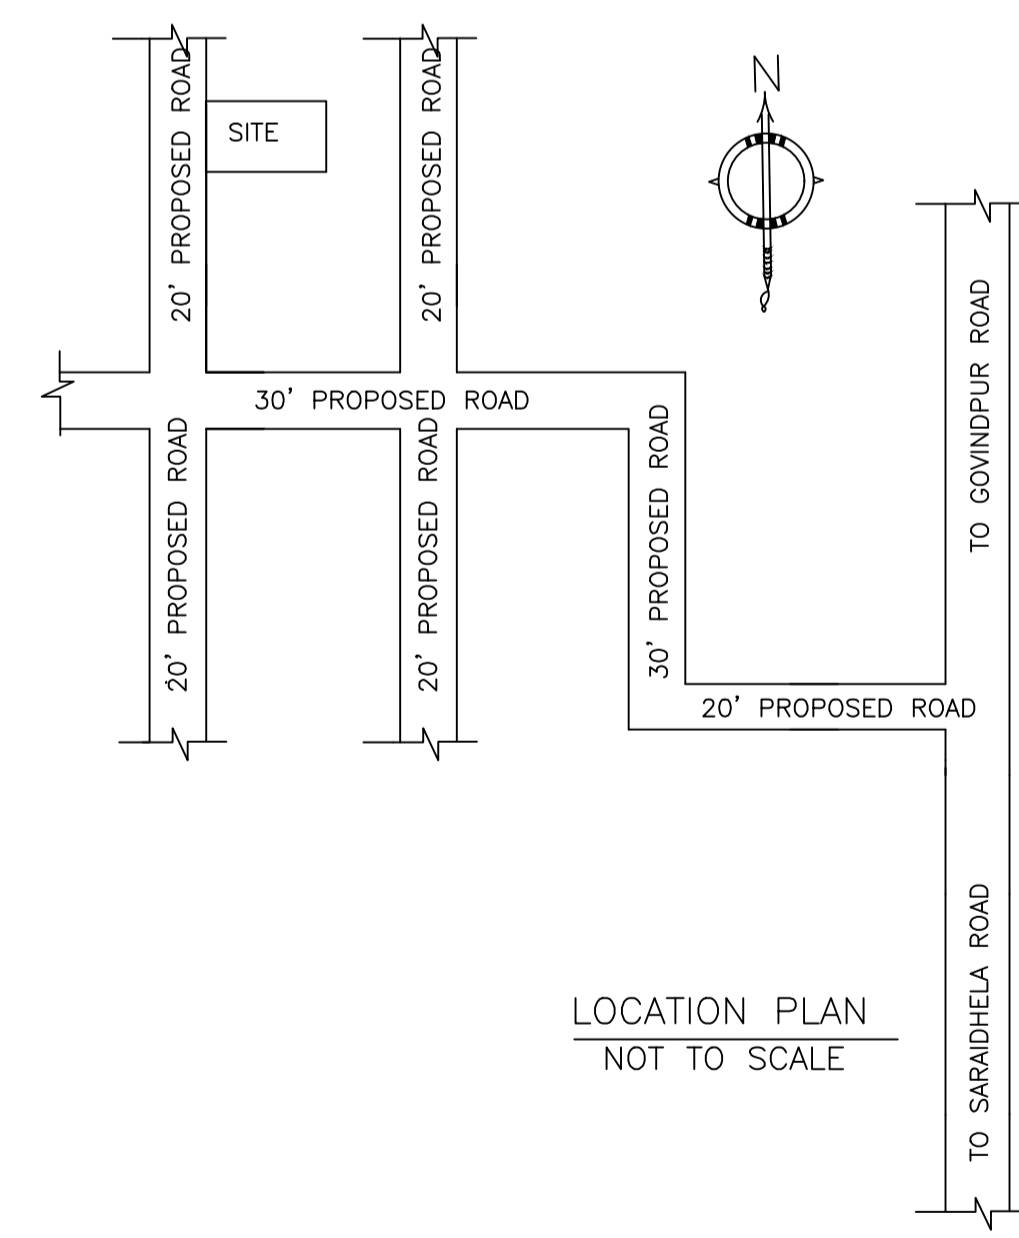 20' PROPOSED ROAD
SITE
20' PROPOSED ROAD
N
30' PROPOSED ROAD
20' PROPOSED ROAD
20' PROPOSED ROAD
30' PROPOSED ROAD
TO GOVINDPUR ROAD
20' PROPOSED ROAD
TO SARAIDHELA ROAD
LOCATION PLAN
NOT TO SCALE